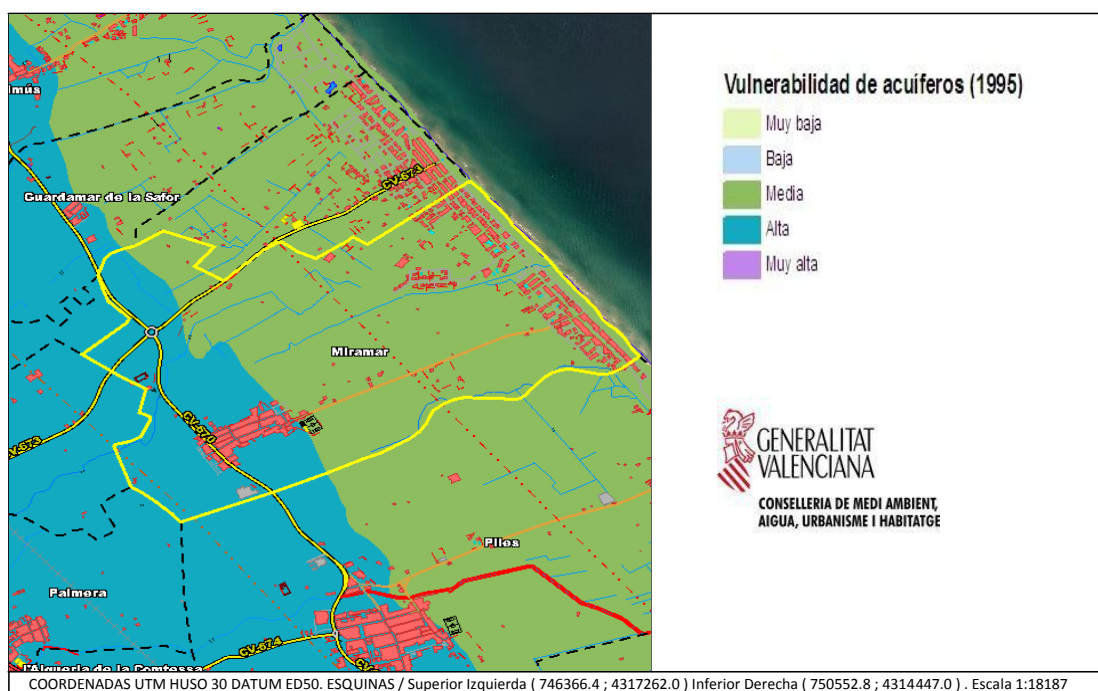 lmús
Guardamar de la Safor
CV-673
Miramar
CV-673
CV-670
Piles
Palmera
CV-674
l'Alqueria de la Comtessa
Vulnerabilidad de acuíferos (1995)
Muy baja
Baja
Media
Alta
Muy alta
GENERALITAT
VALENCIANA
CONSELLERIA DE MEDI AMBIENT,
AIGUA, URBANISME I HABITATGE
COORDENADAS UTM HUSO 30 DATUM ED50. ESQUINAS / Superior Izquierda ( 746366.4 ; 4317262.0 ) Inferior Derecha ( 750552.8 ; 4314447.0 ) . Escala 1:18187